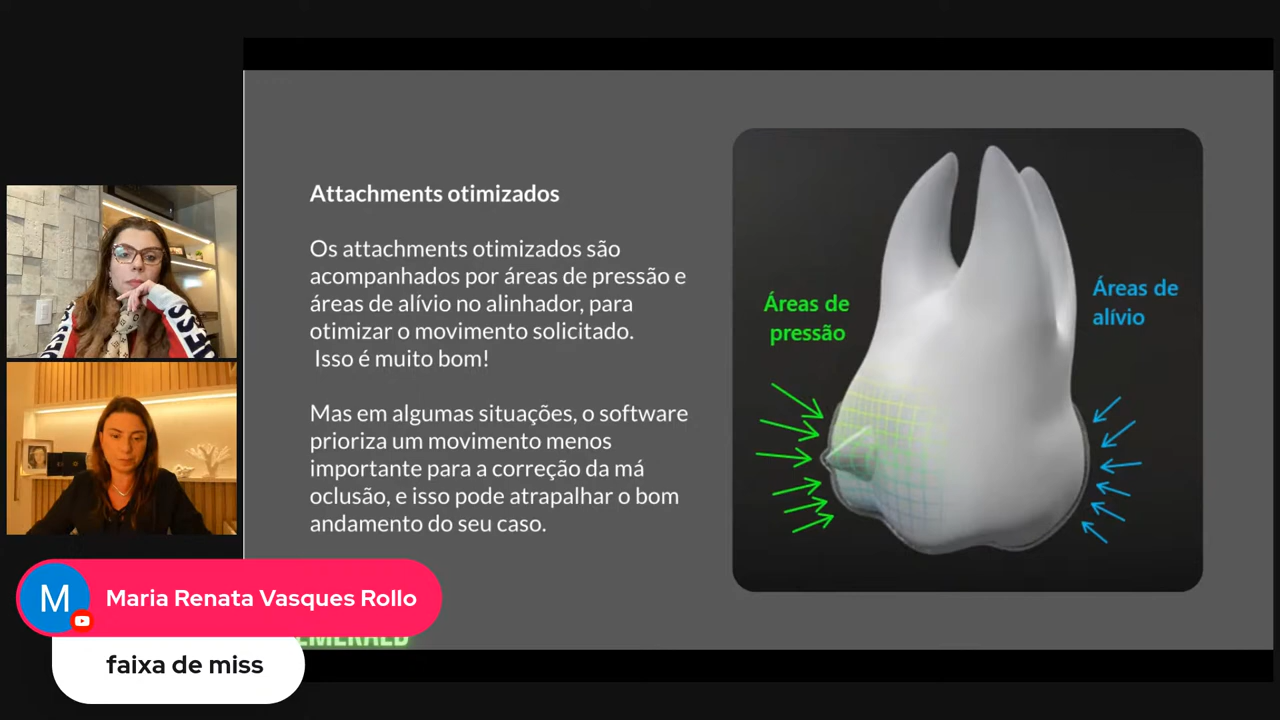 Attachments otimizados
Os attachments otimizados são
acompanhados por áreas de pressão e
áreas de alívio no alinhador, para
otimizar o movimento solicitado.
Isso é muito bom!
Mas em algumas situações, o software
prioriza um movimento menos
importante para a correção da má
oclusão, e isso pode atrapalhar o bom
andamento do seu caso.
Áreas de
pressão
Áreas de
alívio
M
Maria Renata Vasques Rollo
faixa de miss